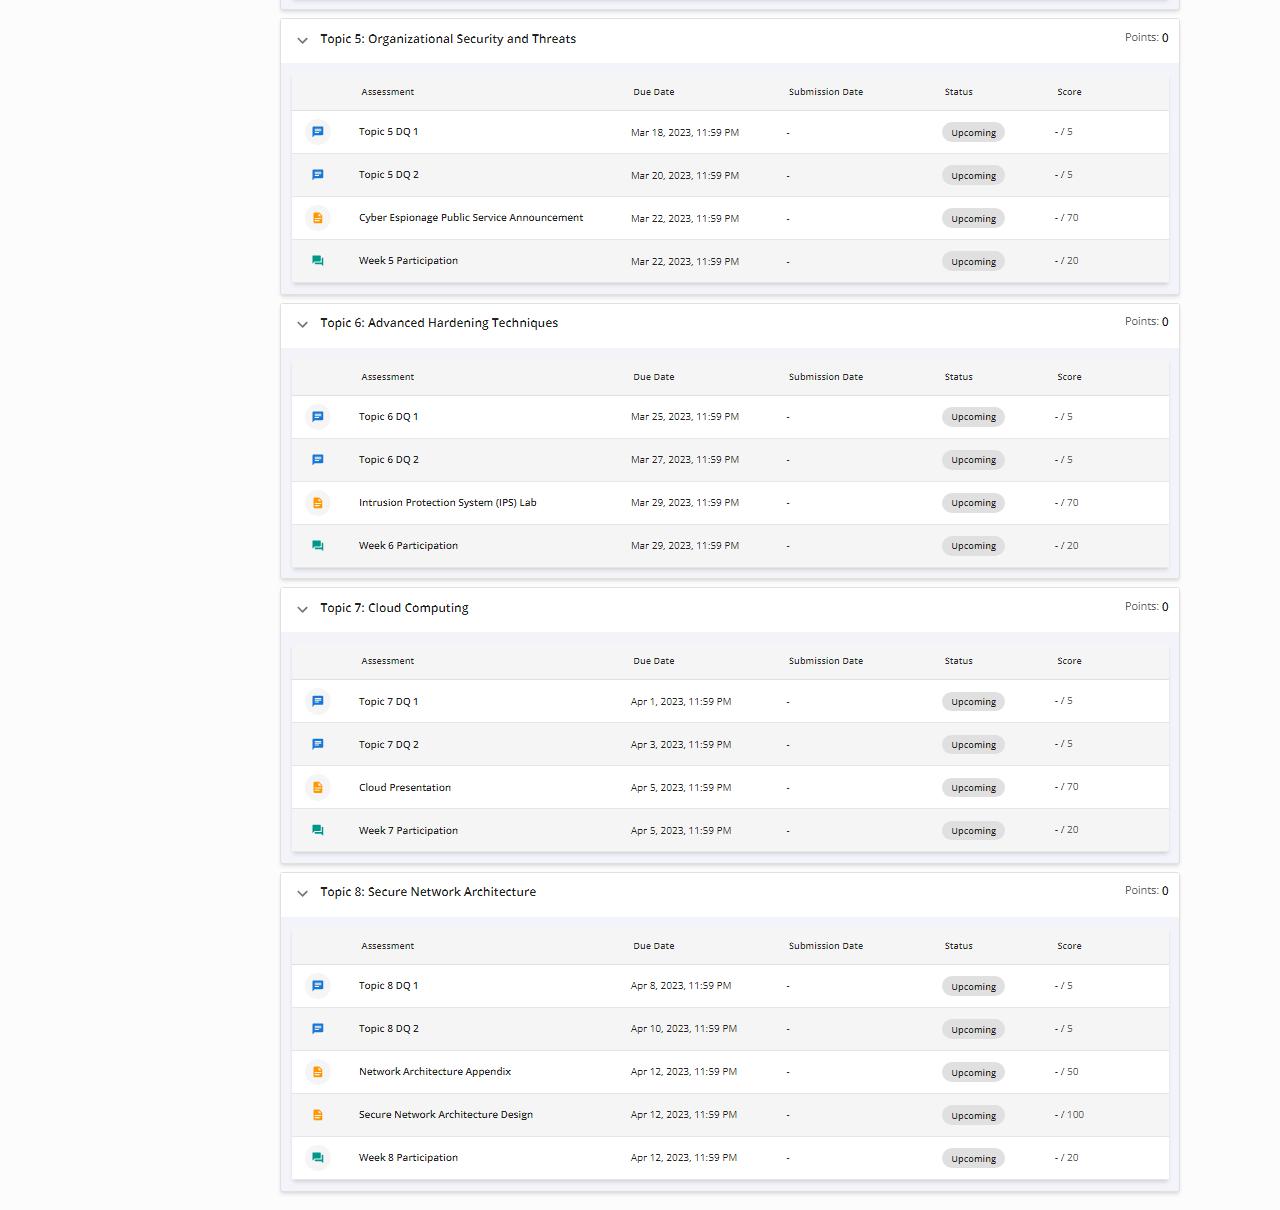 Topic 5: Organizational Security and Threats Points: 0
Assessment Due Date Submission Date Status Score
Topic 5 DQ 1 Mar 18, 2023, 11:59 PM - Upcoming - / 5
Topic 5 DQ 2 Mar 20, 2023, 11:59 PM - Upcoming - / 5
Cyber Espionage Public Service Announcement Mar 22, 2023, 11:59 PM - Upcoming - / 70
Week 5 Participation Mar 22, 2023, 11:59 PM - Upcoming - / 20
Topic 6: Advanced Hardening Techniques Points: 0
Assessment Due Date Submission Date Status Score
Topic 6 DQ 1 Mar 25, 2023, 11:59 PM - Upcoming - / 5
Topic 6 DQ 2 Mar 27, 2023, 11:59 PM - Upcoming - / 5
Intrusion Protection System (IPS) Lab Mar 29, 2023, 11:59 PM - Upcoming - / 70
Week 6 Participation Mar 29, 2023, 11:59 PM - Upcoming - / 20
Topic 7: Cloud Computing Points: 0
Assessment Due Date Submission Date Status Score
Topic 7 DQ 1 Apr 1, 2023, 11:59 PM - Upcoming - / 5
Topic 7 DQ 2 Apr 3, 2023, 11:59 PM - Upcoming - / 5
Cloud Presentation Apr 5, 2023, 11:59 PM - Upcoming - / 70
Week 7 Participation Apr 5, 2023, 11:59 PM - Upcoming - / 20
Topic 8: Secure Network Architecture Points: 0
Assessment Due Date Submission Date Status Score
Topic 8 DQ 1 Apr 8, 2023, 11:59 PM - Upcoming - / 5
Topic 8 DQ 2 Apr 10, 2023, 11:59 PM - Upcoming - / 5
Network Architecture Appendix Apr 12, 2023, 11:59 PM - Upcoming - / 50
Secure Network Architecture Design Apr 12, 2023, 11:59 PM - Upcoming - / 100
Week 8 Participation Apr 12, 2023, 11:59 PM - Upcoming - / 20